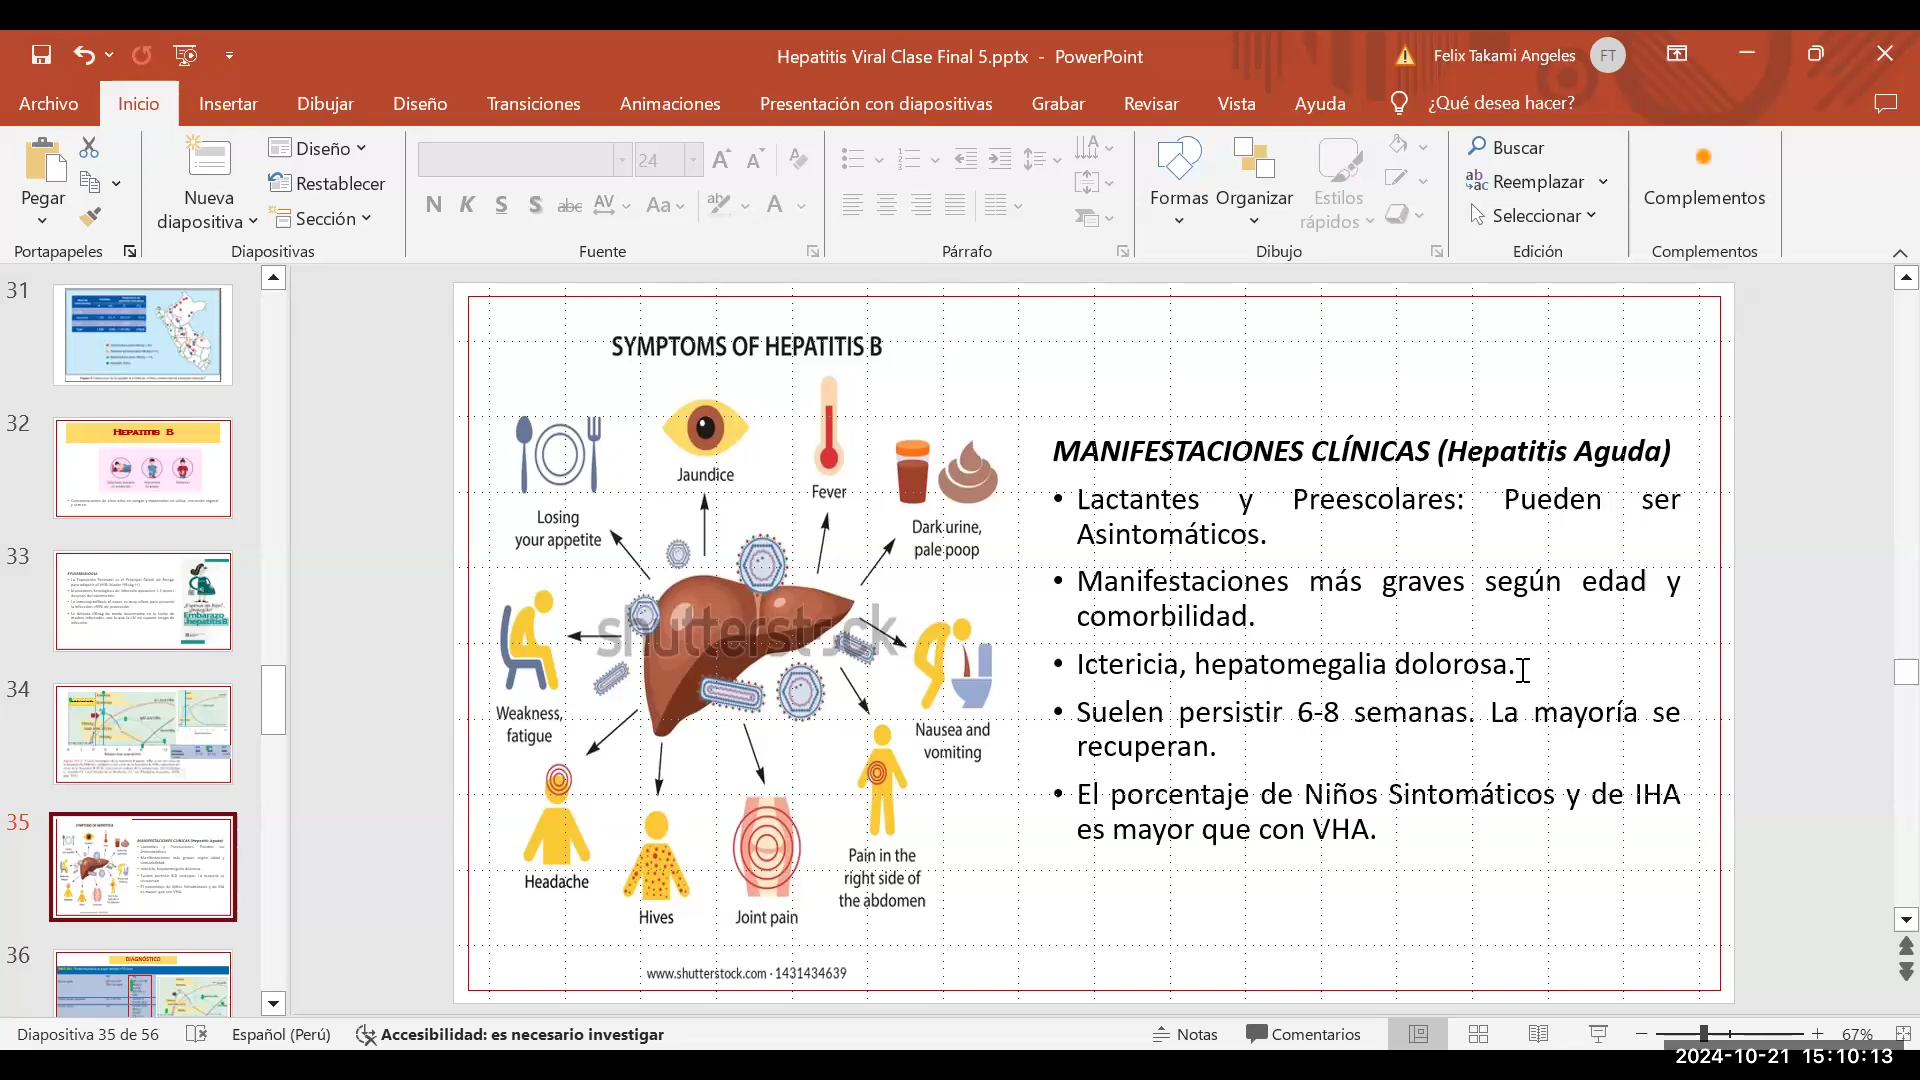 Hepatitis Viral Clase Final 5.pptx - PowerPoint
Felix Takami Angeles
FT
Archivo
Inicio
Insertar
Dibujar
Diseño
Transiciones
Animaciones
Presentación con diapositivas
Grabar
Revisar
Vista
Ayuda
¿Qué desea hacer?
Pegar
Nueva
diapositiva
Diseño
Restablecer
Sección
24
N K S S abc AV Aa
Formas
Organizar
Estilos
rápidos
Buscar
Reemplazar
Seleccionar
Complementos
Portapapeles
Diapositivas
Fuente
Párrafo
Dibujo
Edición
Complementos
31
32
HEPATITIS B
33
34
35
36
DIAGNÓSTICO
SYMPTOMS OF HEPATITIS B
Jaundice
Fever
Losing
your appetite
Dark urine,
pale poop
shutterstock
Weakness,
fatigue
Nausea and
vomiting
Headache
Hives
Joint pain
Pain in the
right side of
the abdomen
www.shutterstock.com · 1431434639
MANIFESTACIONES CLÍNICAS (Hepatitis Aguda)
• Lactantes y Preescolares: Pueden ser
Asintomáticos.
• Manifestaciones más graves según edad y
comorbilidad.
• Ictericia, hepatomegalia dolorosa.
• Suelen persistir 6-8 semanas. La mayoría se
recuperan.
• El porcentaje de Niños Sintomáticos y de IHA
es mayor que con VHA.
Diapositiva 35 de 56
Español (Perú)
Accesibilidad: es necesario investigar
Notas
Comentarios
67%
2024-10-21 15:10:13